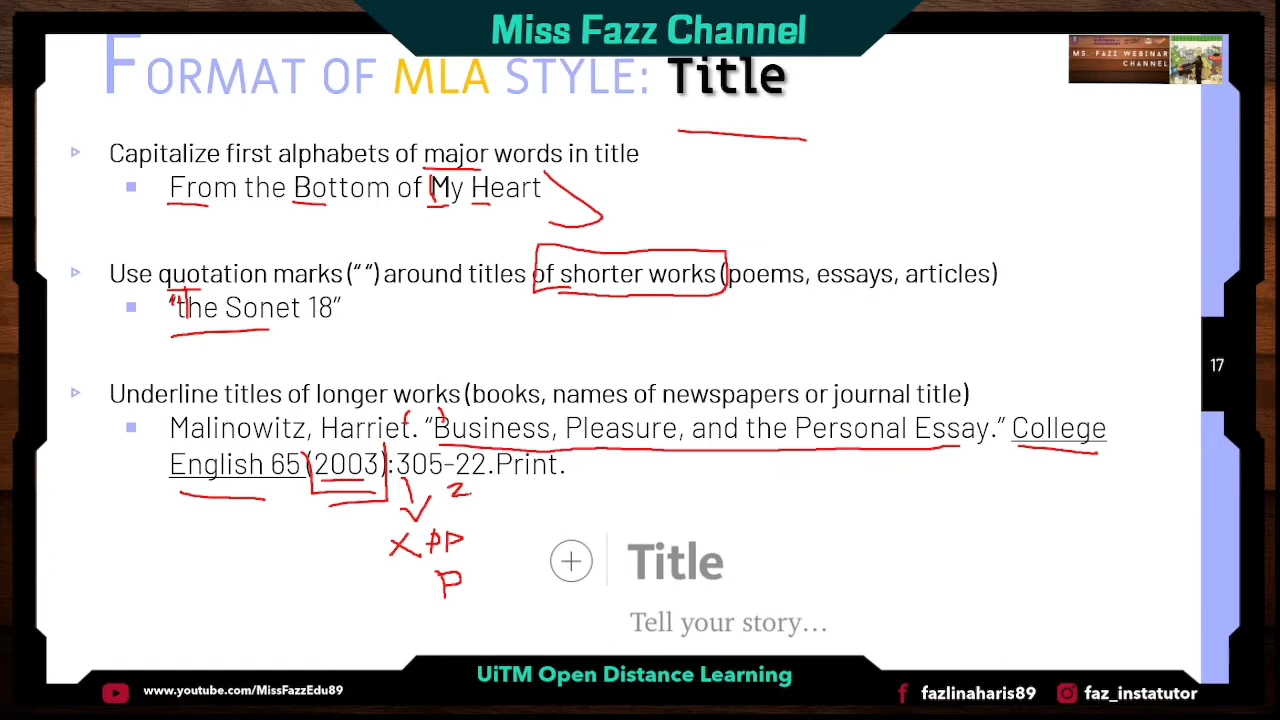 Miss Fazz Channel
FORMAT OF MLA STYLE: Title
MS. FAZZ WEBINAR
CHANNEL
Capitalize first alphabets of major words in title
From the Bottom of My Heart
Use quotation marks (“ “) around titles of shorter works (poems, essays, articles)
“the Sonet 18”
17
Underline titles of longer works (books, names of newspapers or journal title)
Malinowitz, Harriet. “Business, Pleasure, and the Personal Essay.” College
English 65 (2003):305-22.Print.
2
X PP
P
Title
Tell your story…
UiTM Open Distance Learning
www.youtube.com/MissFazzEdu89
fazlinaharis89
faz_instatutor